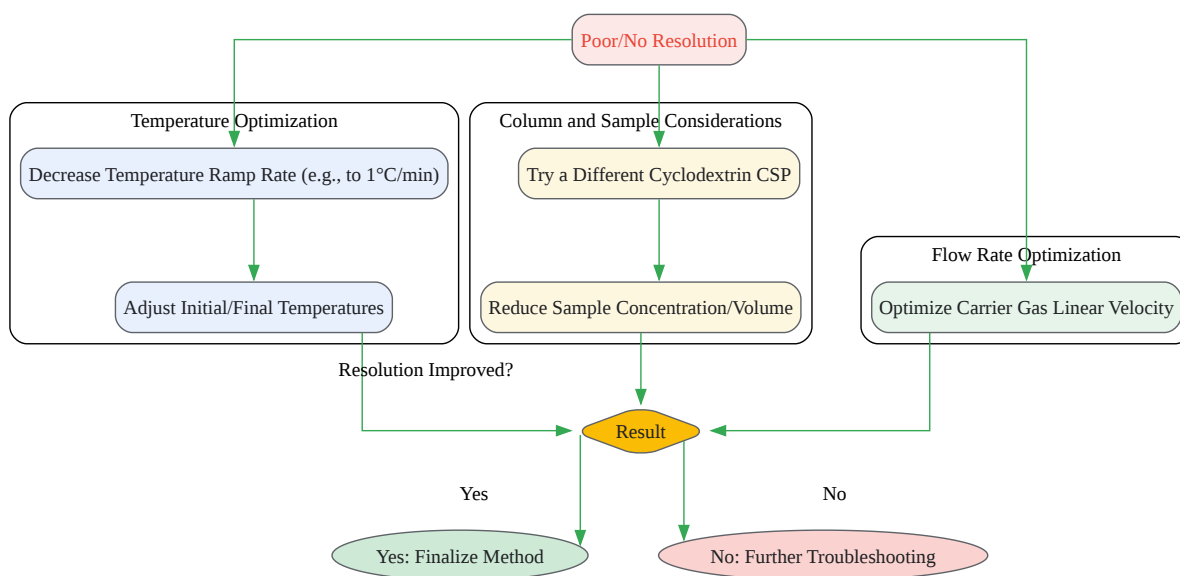 Poor/No Resolution
Temperature Optimization
Column and Sample Considerations
Decrease Temperature Ramp Rate (e.g., to 1°C/min)
Try a Different Cyclodextrin CSP
Flow Rate Optimization
Adjust Initial/Final Temperatures
Reduce Sample Concentration/Volume
Optimize Carrier Gas Linear Velocity
Resolution Improved?
Result
Yes
No
Yes: Finalize Method
No: Further Troubleshooting